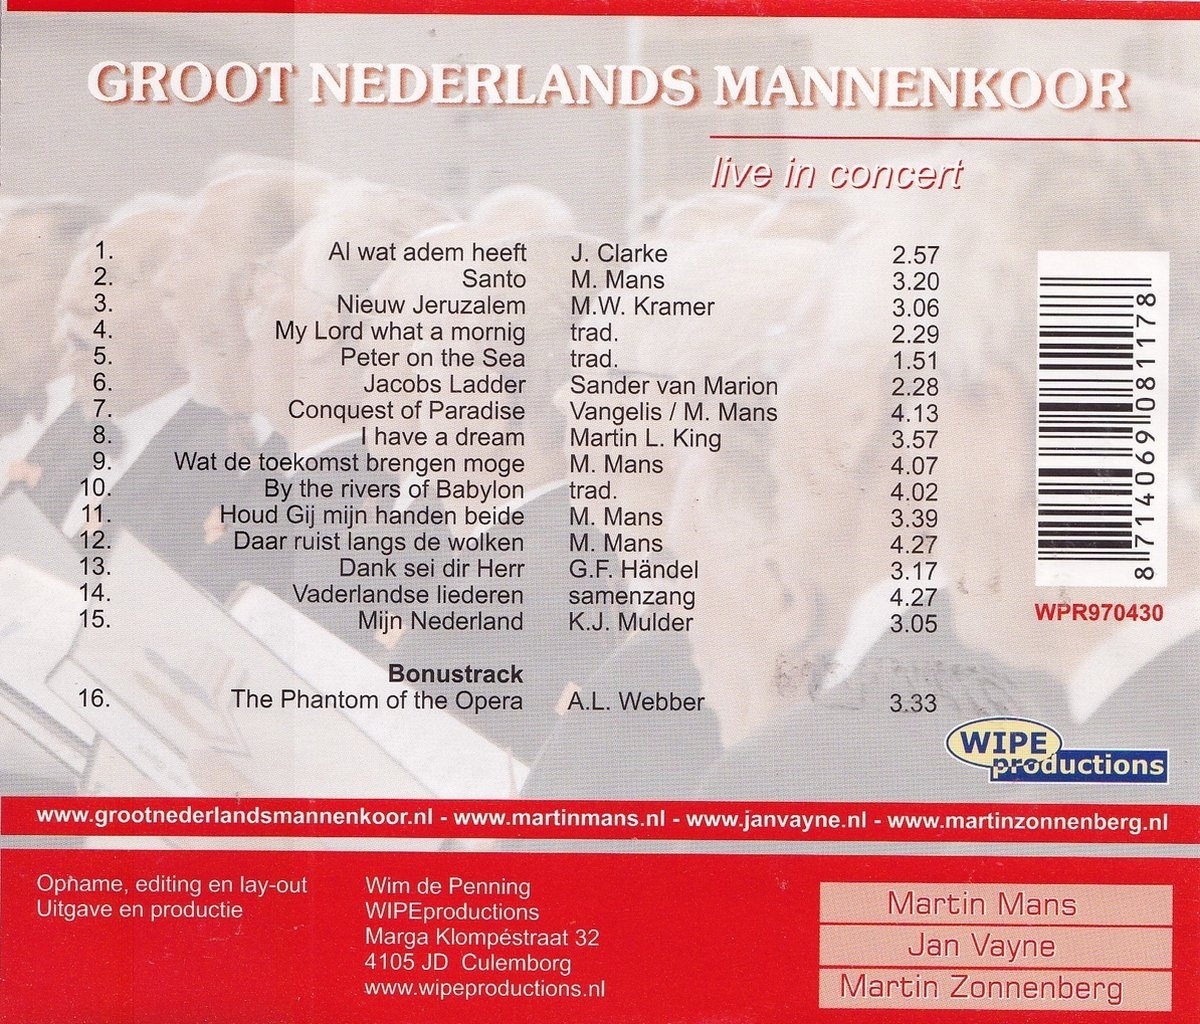 GROOT NEDERLANDS MANNENKOOR
live in concert
1. Al wat adem heeft J. Clarke 2.57
2. Santo M. Mans 3.20
3. Nieuw Jeruzalem M.W. Kramer 3.06
4. My Lord what a mornig trad. 2.29
5. Peter on the Sea trad. 1.51
6. Jacobs Ladder Sander van Marion 2.28
7. Conquest of Paradise Vangelis / M. Mans 4.13
8. I have a dream Martin L. King 3.57
9. Wat de toekomst brengen moge M. Mans 4.07
10. By the rivers of Babylon trad. 4.02
11. Houd Gij mijn handen beide M. Mans 3.39
12. Daar ruist langs de wolken M. Mans 4.27
13. Dank sei dir Herr G.F. Händel 3.17
14. Vaderlandse liederen samenzang 4.27
15. Mijn Nederland K.J. Mulder 3.05
Bonustrack
16. The Phantom of the Opera A.L. Webber 3.33
8 714069 081178
WPR970430
WIPE
productions
www.grootnederlandsmannenkoor.nl - www.martinmans.nl - www.janvayne.nl - www.martinzonnenberg.nl
Opname, editing en lay-out
Uitgave en productie
Wim de Penning
WIPEproductions
Marga Klompéstraat 32
4105 JD Culemborg
www.wipeproductions.nl
Martin Mans
Jan Vayne
Martin Zonnenberg